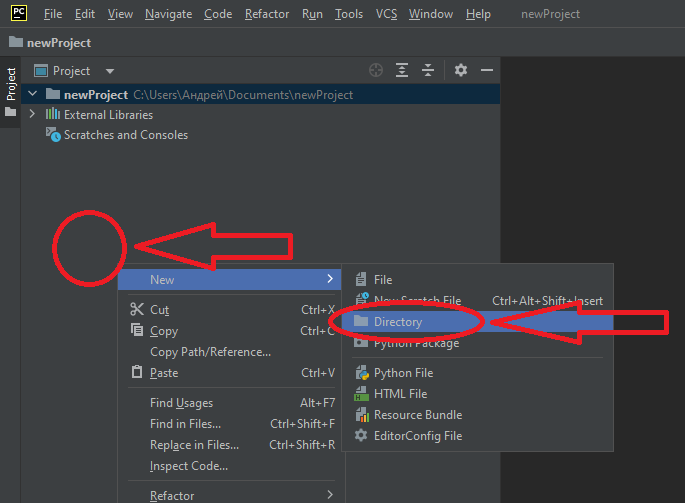 PC File Edit View Navigate Code Refactor Run Tools VCS Window Help newProject
newProject
Project
Project
newProject C:\Users\Андрей\Documents\newProject
External Libraries
Scratches and Consoles
New
Cut Ctrl+X
Copy Ctrl+C
Copy Path/Reference...
Paste Ctrl+V
Find Usages Alt+F7
Find in Files... Ctrl+Shift+F
Replace in Files... Ctrl+Shift+R
Inspect Code...
Refactor
File
New Scratch File Ctrl+Alt+Shift+Insert
Directory
Python Package
Python File
HTML File
Resource Bundle
EditorConfig File